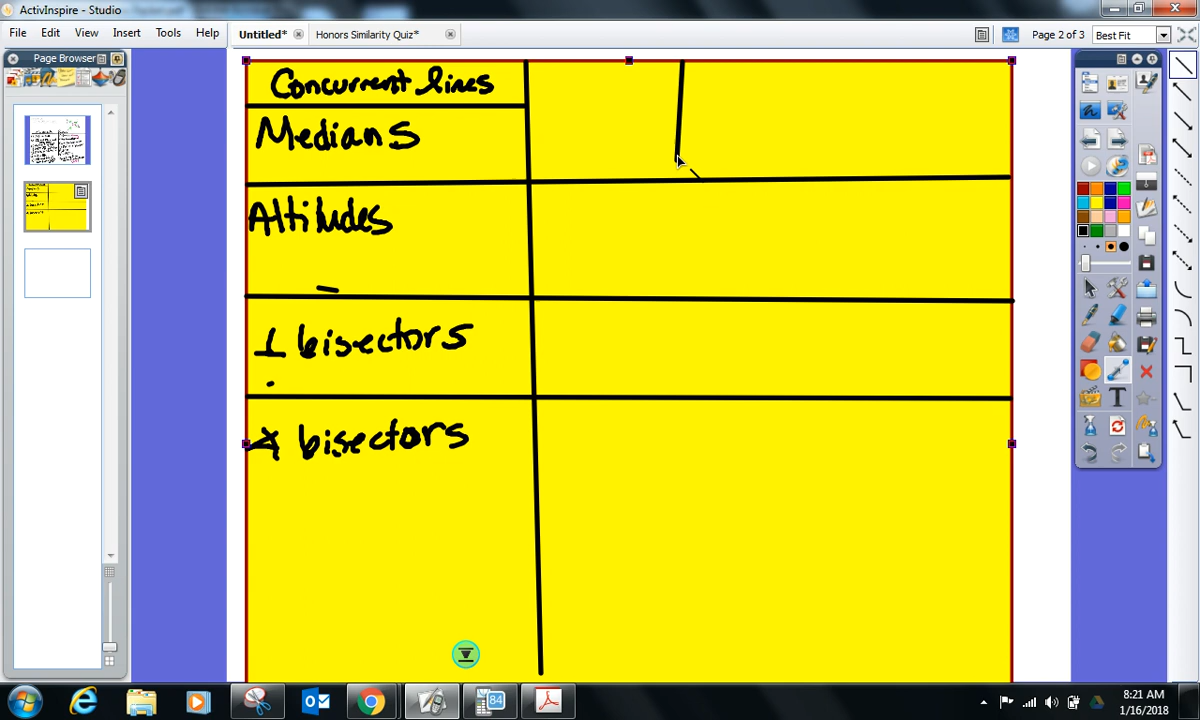 ActivInspire - Studio
File Edit View Insert Tools Help
Untitled* Honors Similarity Quiz*
Page 2 of 3 Best Fit
Page Browser
Concurrent lines
Medians
Altitudes
⊥ bisectors
∡ bisectors
84
8:21 AM
1/16/2018